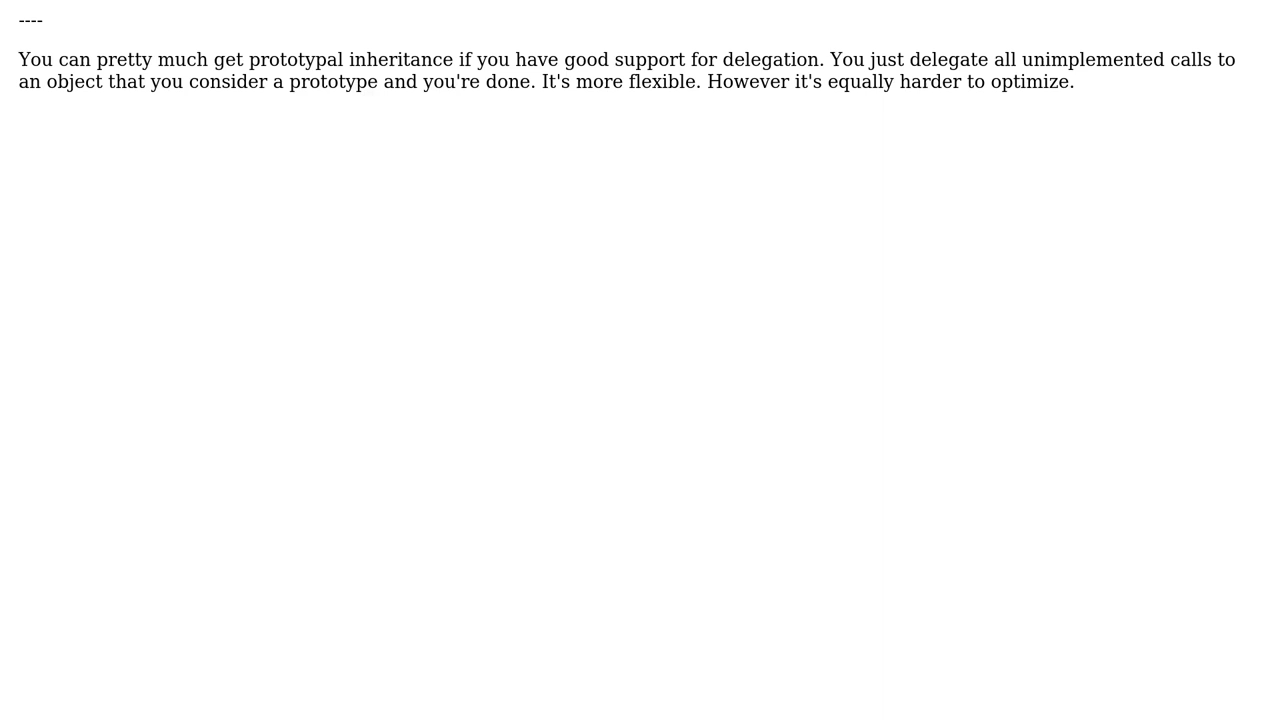 ----
You can pretty much get prototypal inheritance if you have good support for delegation. You just delegate all unimplemented calls to
an object that you consider a prototype and you're done. It's more flexible. However it's equally harder to optimize.